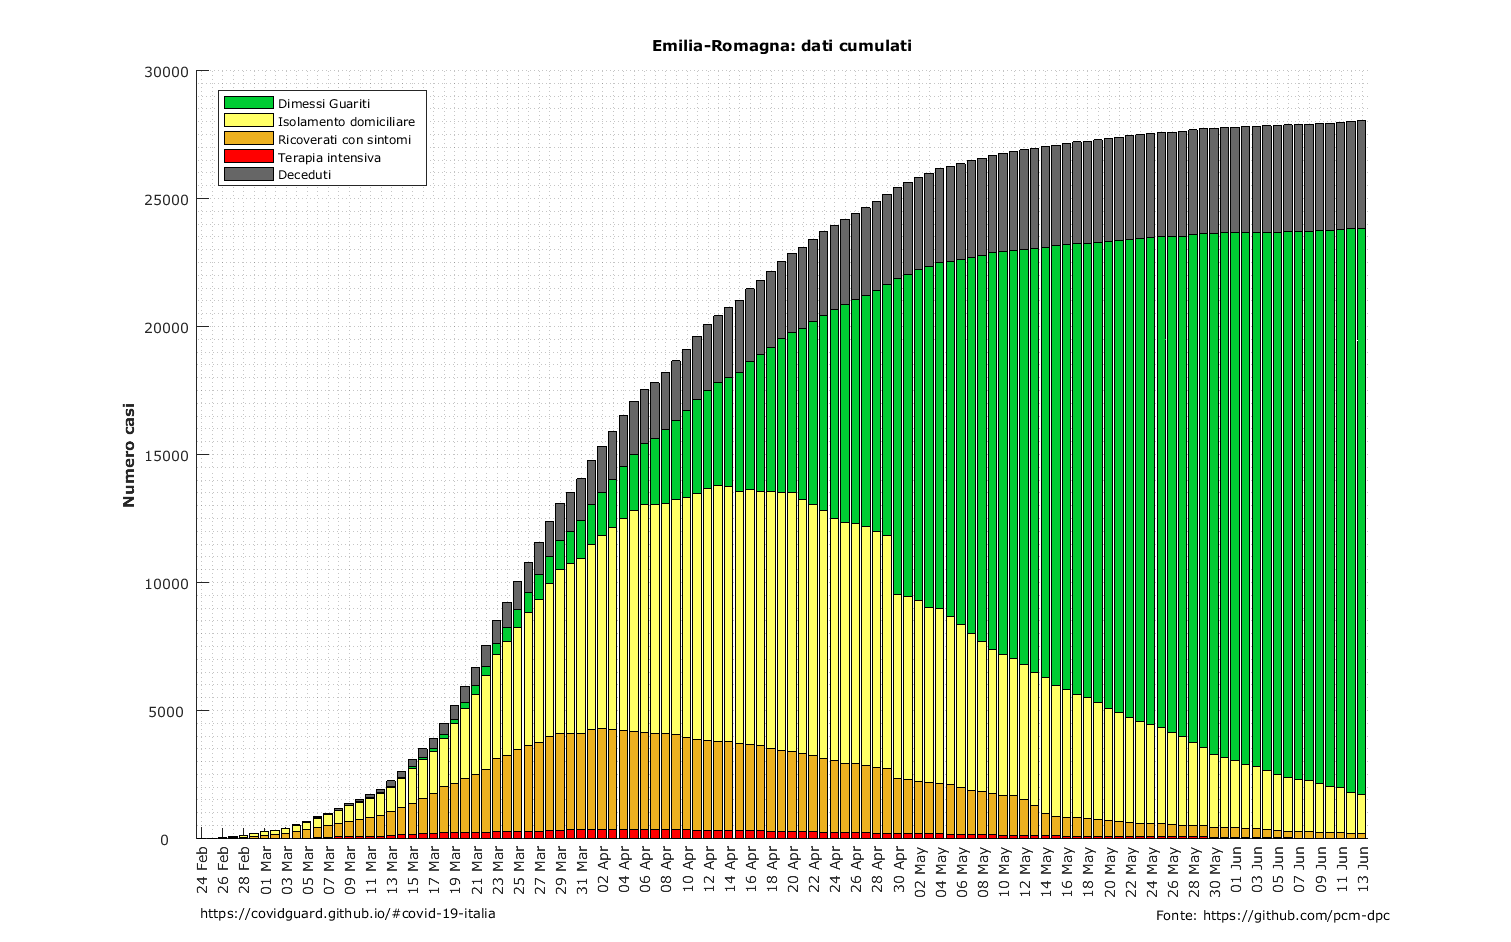 Emilia-Romagna: dati cumulati
30000
25000
20000
15000
10000
5000
0
Numero casi
Dimessi Guariti
Isolamento domiciliare
Ricoverati con sintomi
Terapia intensiva
Deceduti
24 Feb
26 Feb
28 Feb
01 Mar
03 Mar
05 Mar
07 Mar
09 Mar
11 Mar
13 Mar
15 Mar
17 Mar
19 Mar
21 Mar
23 Mar
25 Mar
27 Mar
29 Mar
31 Mar
02 Apr
04 Apr
06 Apr
08 Apr
10 Apr
12 Apr
14 Apr
16 Apr
18 Apr
20 Apr
22 Apr
24 Apr
26 Apr
28 Apr
30 Apr
02 May
04 May
06 May
08 May
10 May
12 May
14 May
16 May
18 May
20 May
22 May
24 May
26 May
28 May
30 May
01 Jun
03 Jun
05 Jun
07 Jun
09 Jun
11 Jun
13 Jun
https://covidguard.github.io/#covid-19-italia
Fonte: https://github.com/pcm-dpc